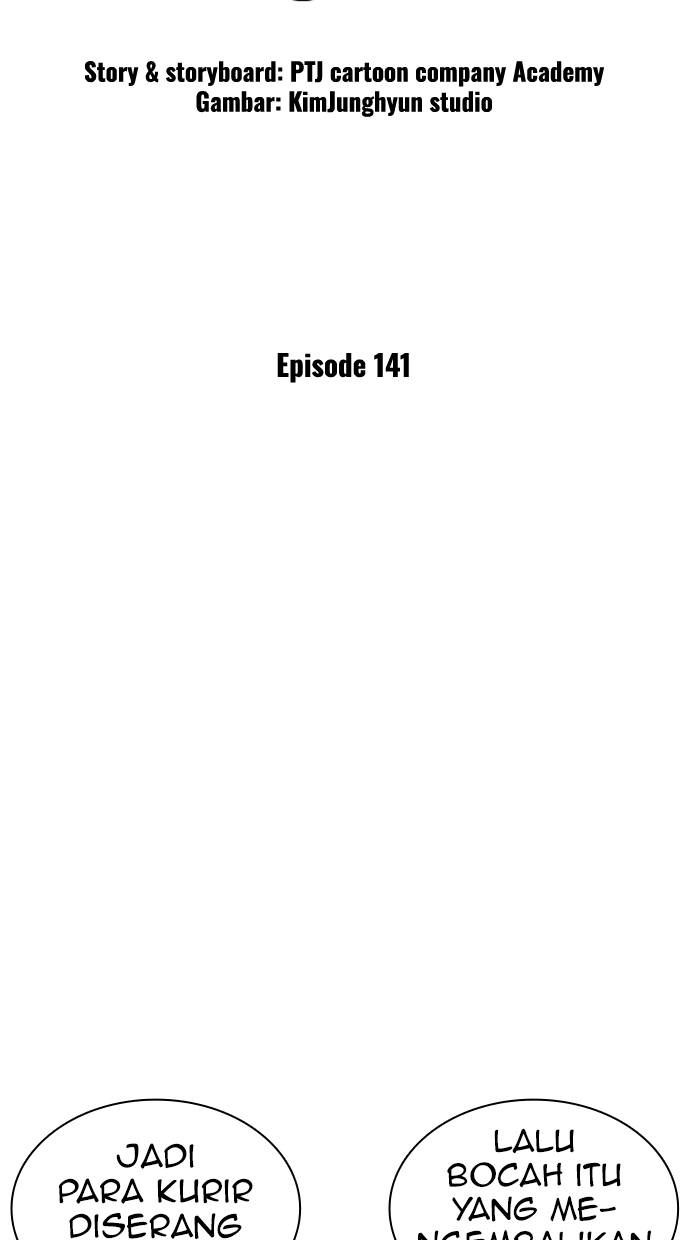 Story & storyboard: PTJ cartoon company Academy
Gambar: KimJunghyun studio
Episode 141
JADI
PARA KURIR
DISERANG
LALU
BOCAH ITU
YANG ME-
NGEMBALIKAN